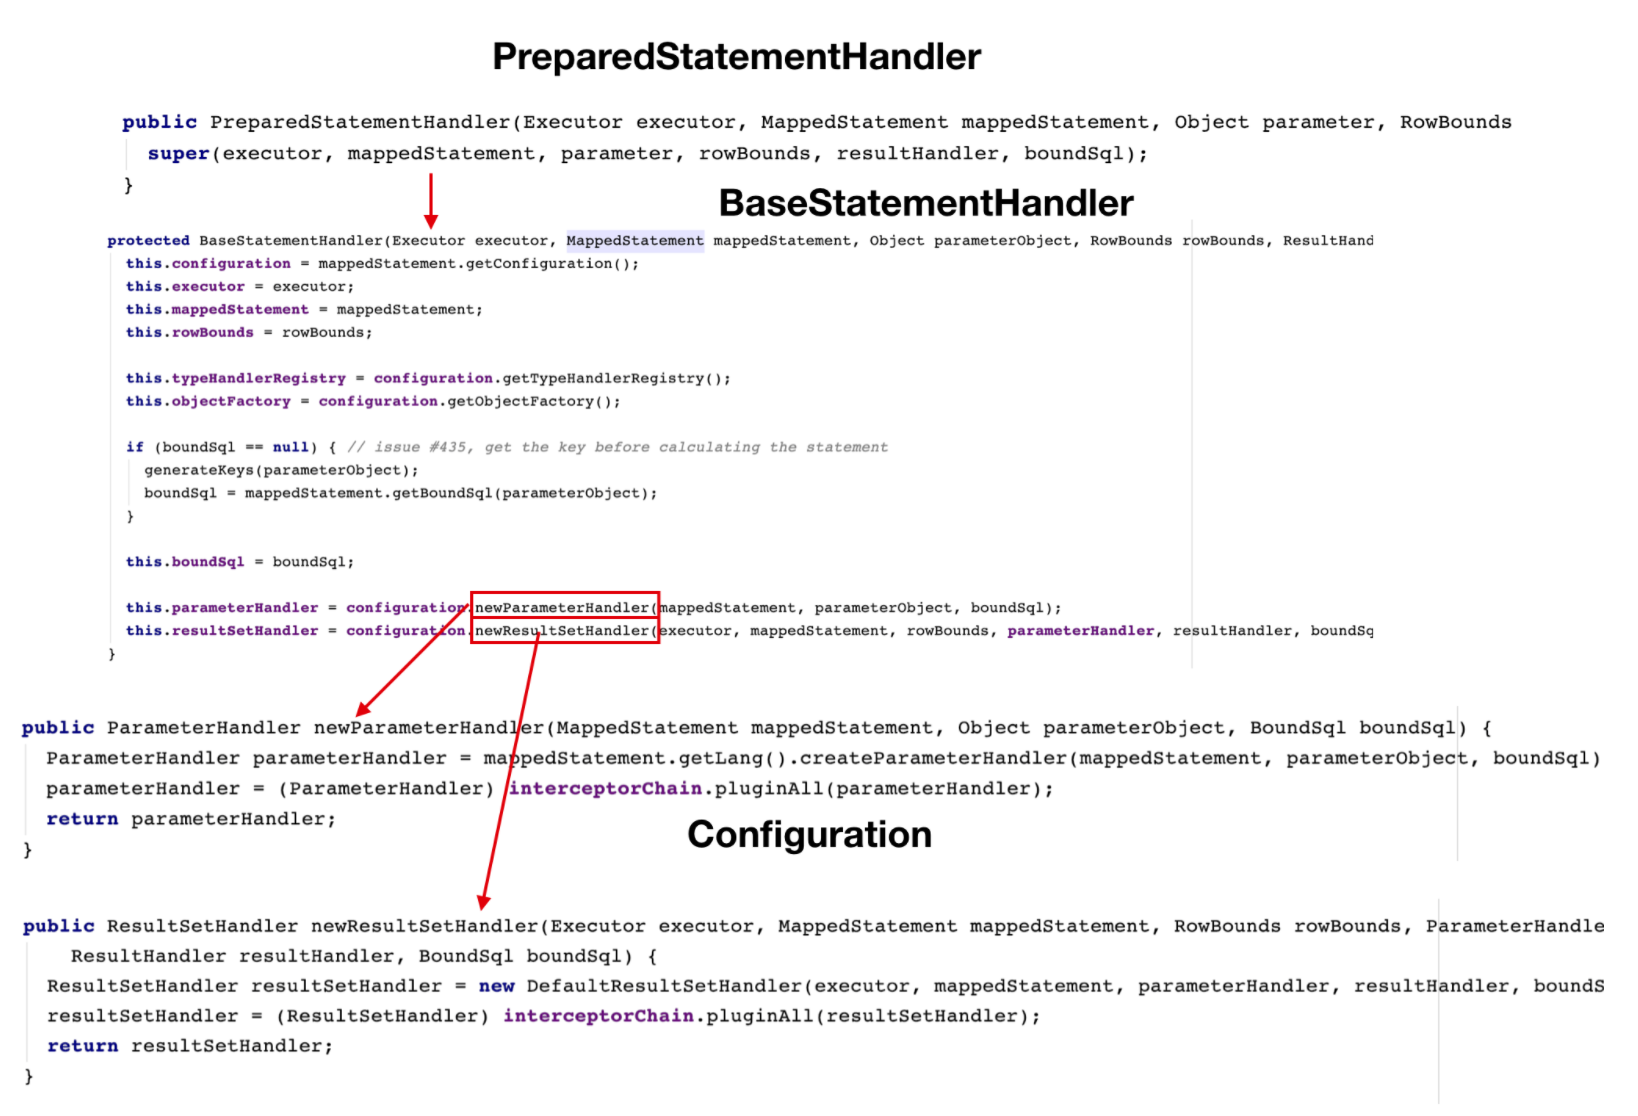 PreparedStatementHandler
public PreparedStatementHandler(Executor executor, MappedStatement mappedStatement, Object parameter, RowBounds
super(executor, mappedStatement, parameter, rowBounds, resultHandler, boundSql);
}
BaseStatementHandler
protected BaseStatementHandler(Executor executor, MappedStatement mappedStatement, Object parameterObject, RowBounds rowBounds, ResultHand
this.configuration = mappedStatement.getConfiguration();
this.executor = executor;
this.mappedStatement = mappedStatement;
this.rowBounds = rowBounds;
this.typeHandlerRegistry = configuration.getTypeHandlerRegistry();
this.objectFactory = configuration.getObjectFactory();
if (boundSql == null) { // issue #435, get the key before calculating the statement
generateKeys(parameterObject);
boundSql = mappedStatement.getBoundSql(parameterObject);
}
this.boundSql = boundSql;
this.parameterHandler = configuration.newParameterHandler(mappedStatement, parameterObject, boundSql);
this.resultSetHandler = configuration.newResultSetHandler(executor, mappedStatement, rowBounds, parameterHandler, resultHandler, boundSq
}
public ParameterHandler newParameterHandler(MappedStatement mappedStatement, Object parameterObject, BoundSql boundSql) {
ParameterHandler parameterHandler = mappedStatement.getLang().createParameterHandler(mappedStatement, parameterObject, boundSql)
parameterHandler = (ParameterHandler) interceptorChain.pluginAll(parameterHandler);
return parameterHandler;
}
Configuration
public ResultSetHandler newResultSetHandler(Executor executor, MappedStatement mappedStatement, RowBounds rowBounds, ParameterHandle
ResultHandler resultHandler, BoundSql boundSql) {
ResultSetHandler resultSetHandler = new DefaultResultSetHandler(executor, mappedStatement, parameterHandler, resultHandler, boundS
resultSetHandler = (ResultSetHandler) interceptorChain.pluginAll(resultSetHandler);
return resultSetHandler;
}